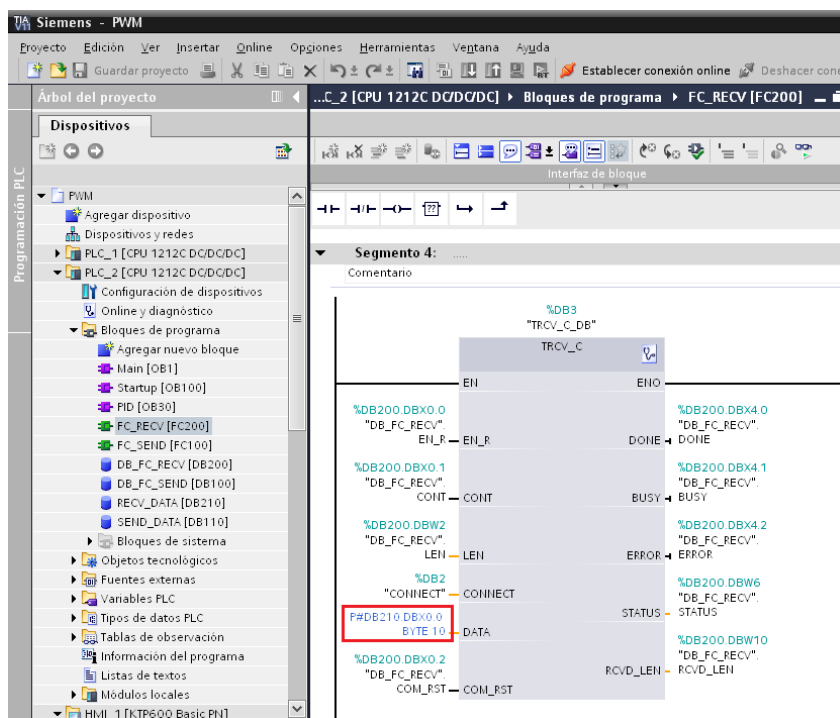 Siemens - PWM
Proyecto Edición Ver Insertar Online Opciones Herramientas Ventana Ayuda
Guardar proyecto Establecer conexión online Deshacer cone
Árbol del proyecto
...C_2 [CPU 1212C DC/DC/DC] Bloques de programa FC_RECV [FC200]
Dispositivos
Interfaz de bloque
Programación PLC
PWM
Agregar dispositivo
Dispositivos y redes
PLC_1 [CPU 1212C DC/DC/DC]
PLC_2 [CPU 1212C DC/DC/DC]
Configuración de dispositivos
Online y diagnóstico
Bloques de programa
Agregar nuevo bloque
Main [OB1]
Startup [OB100]
PID [OB30]
FC_RECV [FC200]
FC_SEND [FC100]
DB_FC_RECV [DB200]
DB_FC_SEND [DB100]
RECV_DATA [DB210]
SEND_DATA [DB110]
Bloques de sistema
Objetos tecnológicos
Fuentes externas
Variables PLC
Tipos de datos PLC
Tablas de observación
Información del programa
Listas de textos
Módulos locales
HMI_1 [KTP600 Basic PN]
Segmento 4: .....
Comentario
%DB3
"TRCV_C_DB"
TRCV_C
EN ENO
%DB200.DBX0.0
"DB_FC_RECV".
EN_R EN_R
%DB200.DBX4.0
"DB_FC_RECV".
DONE DONE
%DB200.DBX0.1
"DB_FC_RECV".
CONT CONT
%DB200.DBX4.1
"DB_FC_RECV".
BUSY BUSY
%DB200.DBW2
"DB_FC_RECV".
LEN LEN
%DB200.DBX4.2
"DB_FC_RECV".
ERROR ERROR
%DB2
"CONNECT" CONNECT
%DB200.DBW6
"DB_FC_RECV".
STATUS STATUS
P#DB210.DBX0.0
BYTE 10 DATA
%DB200.DBW10
"DB_FC_RECV".
RCVD_LEN RCVD_LEN
%DB200.DBX0.2
"DB_FC_RECV".
COM_RST COM_RST